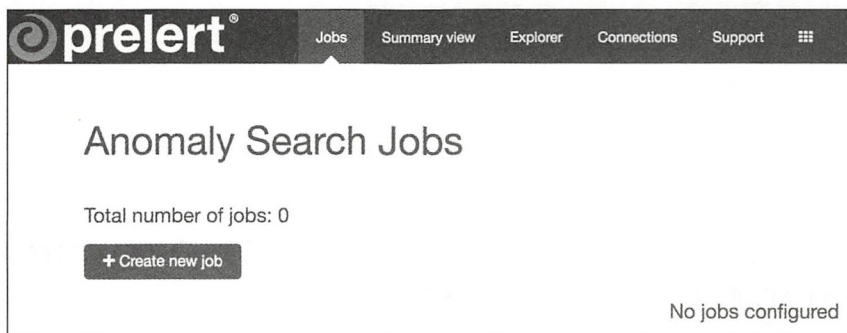 prelert®
Jobs Summary view Explorer Connections Support
Anomaly Search Jobs
Total number of jobs: 0
+ Create new job
No jobs configured